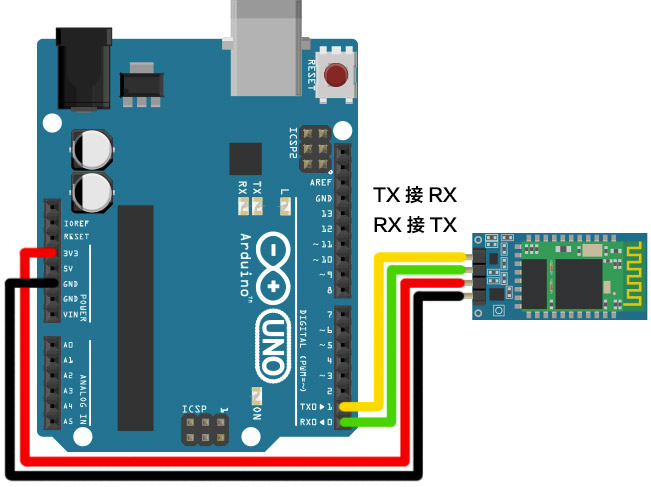 RESET
ICSP2
AREF
GND
13
12
~11
~10
~9
8
RX
TX
L
TX 接 RX
RX 接 TX
IOREF
RESET
3V3
5V
GND
GND
VIN
POWER
Arduino™
UNO
7
~6
~5
4
~3
2
TX0▶1
RX0◀0
DIGITAL (PWM=~)
A0
A1
A2
A3
A4
A5
ANALOG IN
ICSP
1
ON